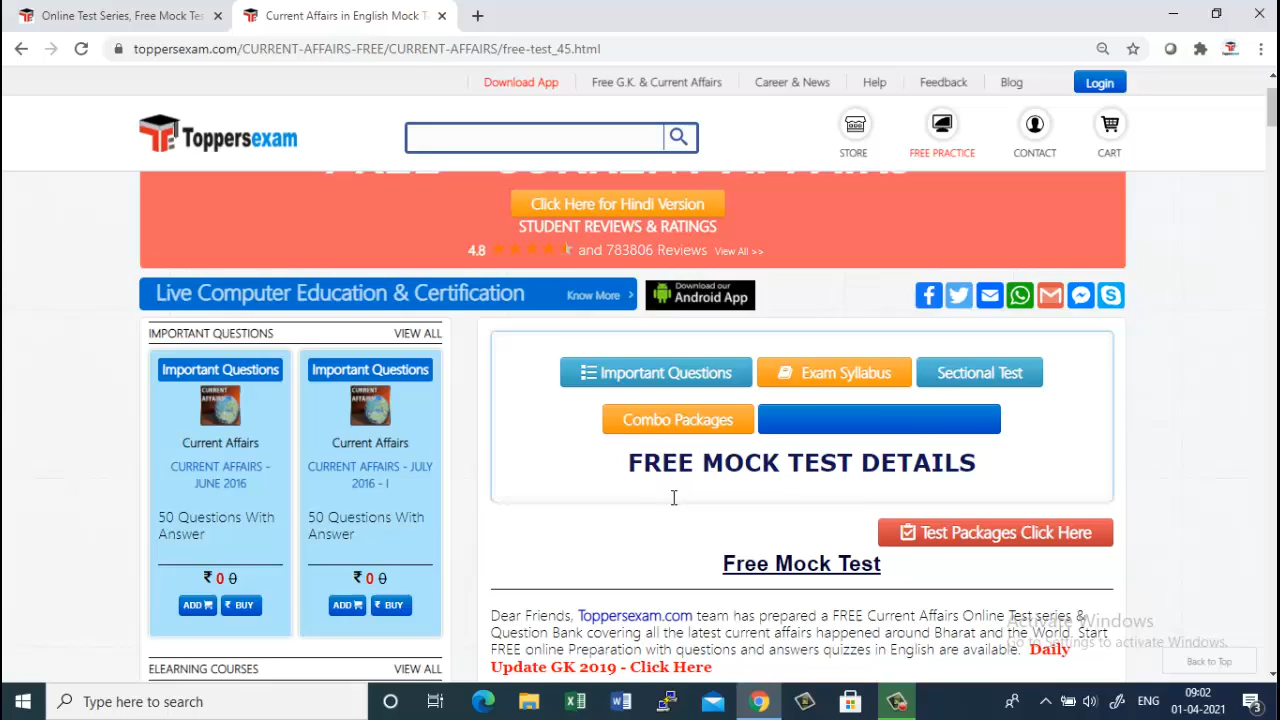 Online Test Series, Free Mock Tes
Current Affairs in English Mock T
toppersexam.com/CURRENT-AFFAIRS-FREE/CURRENT-AFFAIRS/free-test_45.html
Download App
Free G.K. & Current Affairs
Career & News
Help
Feedback
Blog
Login
Toppersexam
STORE
FREE PRACTICE
CONTACT
CART
FREE - CURRENT AFFAIRS
Click Here for Hindi Version
STUDENT REVIEWS & RATINGS
4.8 and 783806 Reviews View All >>
Live Computer Education & Certification Know More >
Download our
Android App
IMPORTANT QUESTIONS VIEW ALL
Important Questions
Current Affairs
CURRENT AFFAIRS -
JUNE 2016
50 Questions With
Answer
₹ 0 0
ADD ₹ BUY
Important Questions
Current Affairs
CURRENT AFFAIRS - JULY
2016 - I
50 Questions With
Answer
₹ 0 0
ADD ₹ BUY
ELEARNING COURSES VIEW ALL
Important Questions
Exam Syllabus
Sectional Test
Combo Packages
FREE MOCK TEST DETAILS
Test Packages Click Here
Free Mock Test
Dear Friends, Toppersexam.com team has prepared a FREE Current Affairs Online Test series &
Question Bank covering all the latest current affairs happened around Bharat and the World. Start
FREE online Preparation with questions and answers quizzes in English are available. Daily
Update GK 2019 - Click Here
Activate Windows
Go to Settings to activate Windows.
Back to Top
Type here to search
ENG
09:02
01-04-2021
3